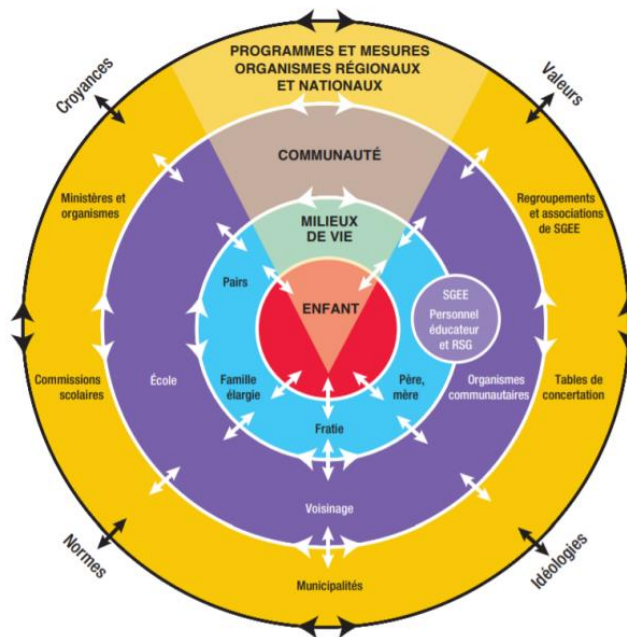 PROGRAMMES ET MESURES
ORGANISMES RÉGIONAUX
ET NATIONAUX
Croyances
Valeurs
COMMUNAUTÉ
Ministères et
organismes
Regroupements
et associations
de SGEE
MILIEUX
DE VIE
Pairs
ENFANT
SGEE
Personnel
éducateur
et RSG
Commissions
scolaires
École
Famille
élargie
Père,
mère
Organismes
communautaires
Tables de
concertation
Fratie
Voisinage
Normes
Idéologies
Municipalités